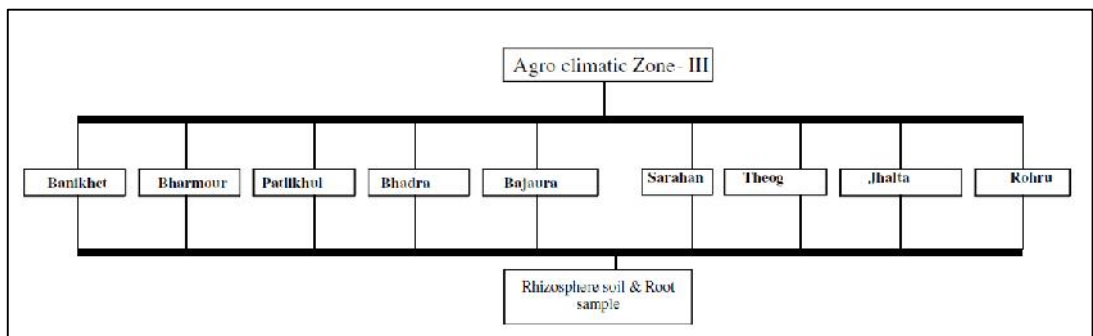 Agro climatic Zone- III
Banikhet Bharmour Patlikhul Bhadra Bajaura Sarahan Theog Jhalta Rohru
Rhizosphere soil & Root
sample